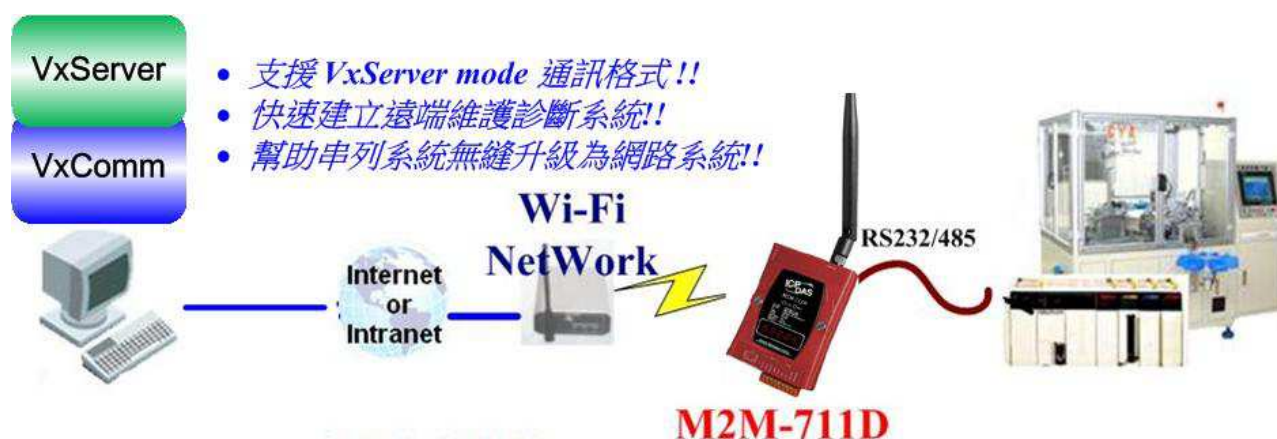 VxServer
VxComm
• 支援 VxServer mode 通訊格式!!
• 快速建立遠端維護診斷系統!!
• 幫助串列系統無縫升級為網路系統!!
Wi-Fi
NetWork
Internet
or
Intranet
RS232/485
ICP
DAS
M2M-711D